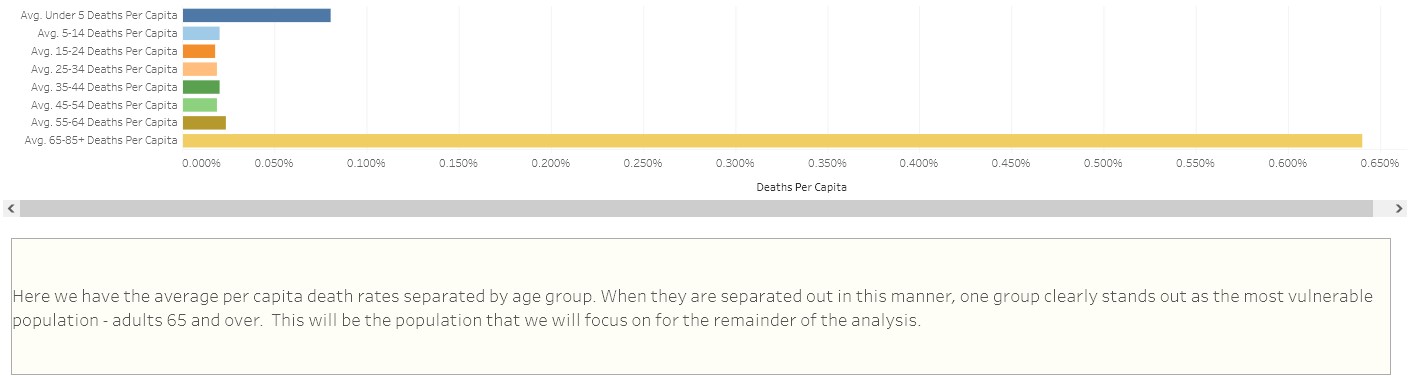 Avg. Under 5 Deaths Per Capita
Avg. 5-14 Deaths Per Capita
Avg. 15-24 Deaths Per Capita
Avg. 25-34 Deaths Per Capita
Avg. 35-44 Deaths Per Capita
Avg. 45-54 Deaths Per Capita
Avg. 55-64 Deaths Per Capita
Avg. 65-85+ Deaths Per Capita
0.000% 0.050% 0.100% 0.150% 0.200% 0.250% 0.300% 0.350% 0.400% 0.450% 0.500% 0.550% 0.600% 0.650%
Deaths Per Capita
Here we have the average per capita death rates separated by age group. When they are separated out in this manner, one group clearly stands out as the most vulnerable
population - adults 65 and over. This will be the population that we will focus on for the remainder of the analysis.